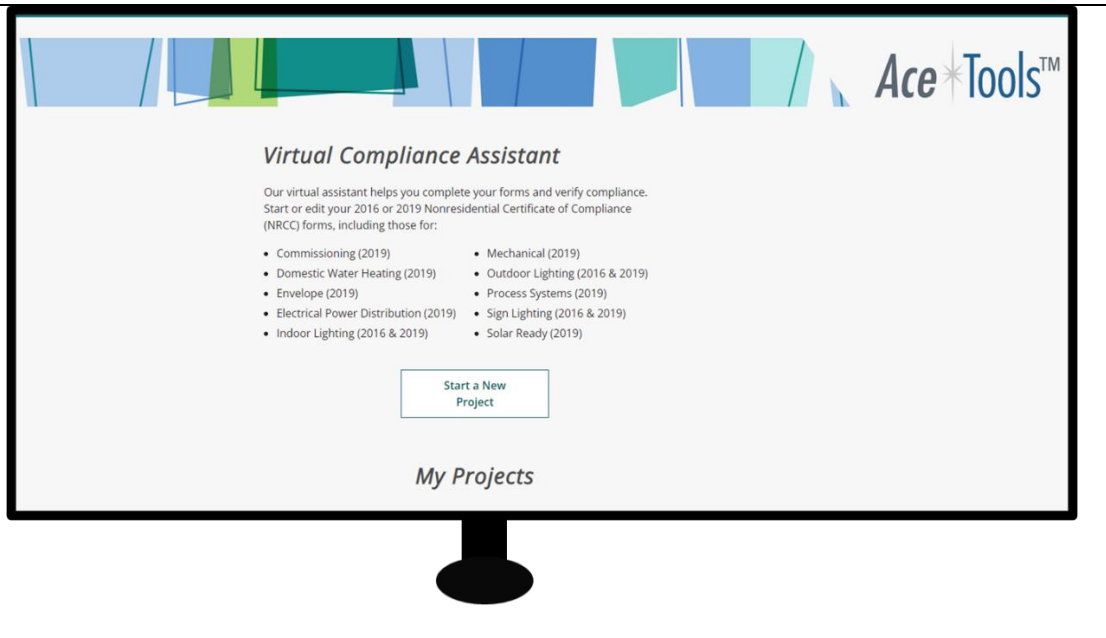 Ace Tools™
Virtual Compliance Assistant
Our virtual assistant helps you complete your forms and verify compliance.
Start or edit your 2016 or 2019 Nonresidential Certificate of Compliance
(NRCC) forms, including those for:
• Commissioning (2019)
• Domestic Water Heating (2019)
• Envelope (2019)
• Electrical Power Distribution (2019)
• Indoor Lighting (2016 & 2019)
• Mechanical (2019)
• Outdoor Lighting (2016 & 2019)
• Process Systems (2019)
• Sign Lighting (2016 & 2019)
• Solar Ready (2019)
Start a New
Project
My Projects